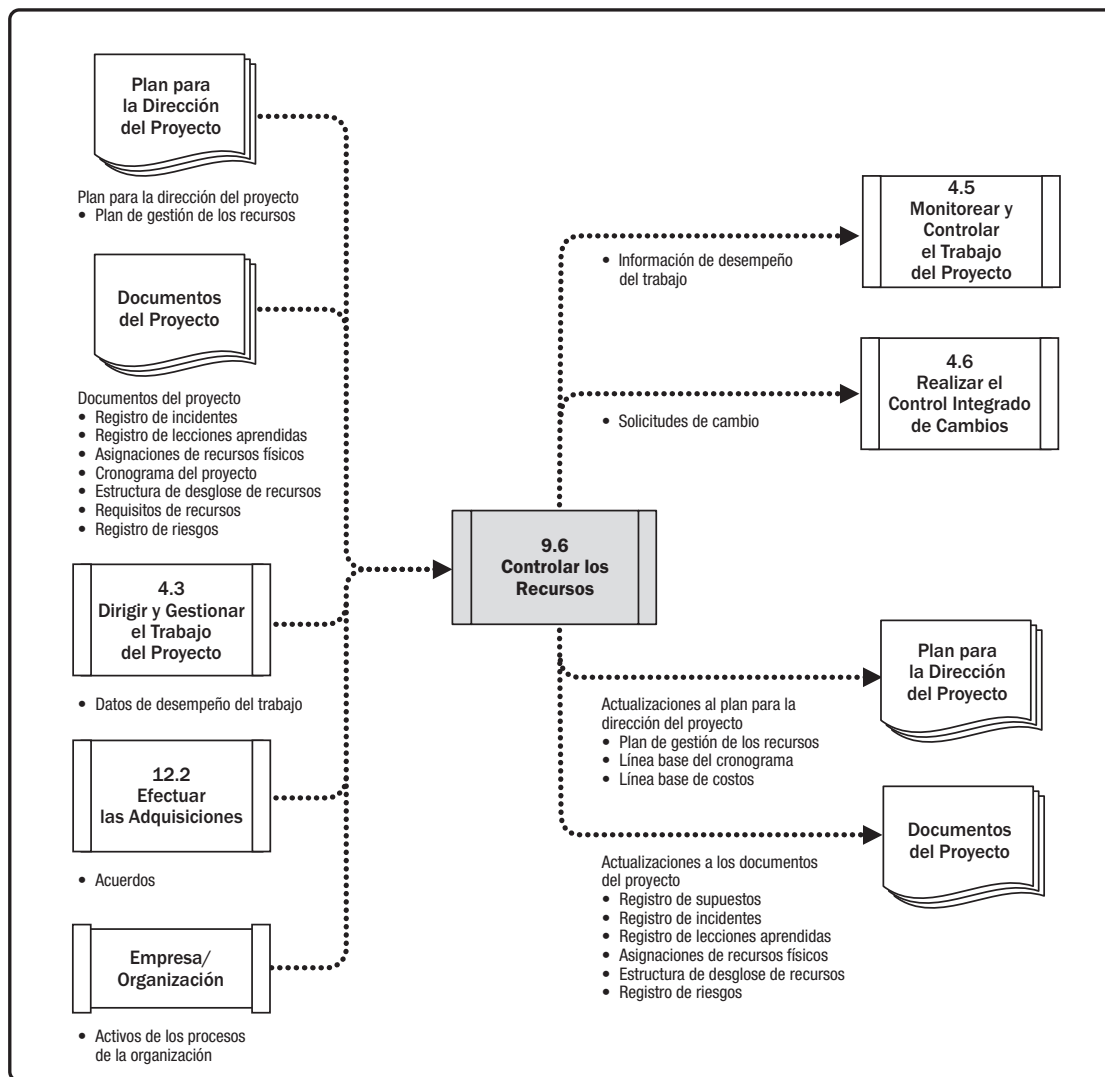 Plan para
la Dirección
del Proyecto
Plan para la dirección del proyecto
• Plan de gestión de los recursos
Documentos
del Proyecto
Documentos del proyecto
• Registro de incidentes
• Registro de lecciones aprendidas
• Asignaciones de recursos físicos
• Cronograma del proyecto
• Estructura de desglose de recursos
• Requisitos de recursos
• Registro de riesgos
4.3
Dirigir y Gestionar
el Trabajo
del Proyecto
• Datos de desempeño del trabajo
12.2
Efectuar
las Adquisiciones
• Acuerdos
Empresa/
Organización
• Activos de los procesos
de la organización
9.6
Controlar los
Recursos
• Información de desempeño
del trabajo
4.5
Monitorear y
Controlar
el Trabajo
del Proyecto
• Solicitudes de cambio
4.6
Realizar el
Control Integrado
de Cambios
Actualizaciones al plan para la
dirección del proyecto
• Plan de gestión de los recursos
• Línea base del cronograma
• Línea base de costos
Plan para
la Dirección
del Proyecto
Actualizaciones a los documentos
del proyecto
• Registro de supuestos
• Registro de incidentes
• Registro de lecciones aprendidas
• Asignaciones de recursos físicos
• Estructura de desglose de recursos
• Registro de riesgos
Documentos
del Proyecto